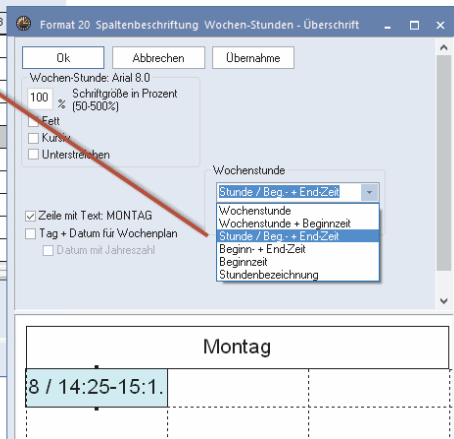 Format 20 Spaltenbeschriftung Wochen-Stunden - Überschrift
Ok
Abbrechen
Übernahme
Wochen-Stunde: Arial 8.0
100 % Schriftgröße in Prozent
(50-500%)
Fett
Kursiv
Unterstreichen
Wochenstunde
Stunde / Beg.- + End-Zeit
Wochenstunde
Wochenstunde + Beginnzeit
Stunde / Beg.- + End-Zeit
Beginn- + End-Zeit
Beginnzeit
Stundenbezeichnung
Zeile mit Text: MONTAG
Tag + Datum für Wochenplan
Datum mit Jahreszahl
Montag
8 / 14:25-15:1.